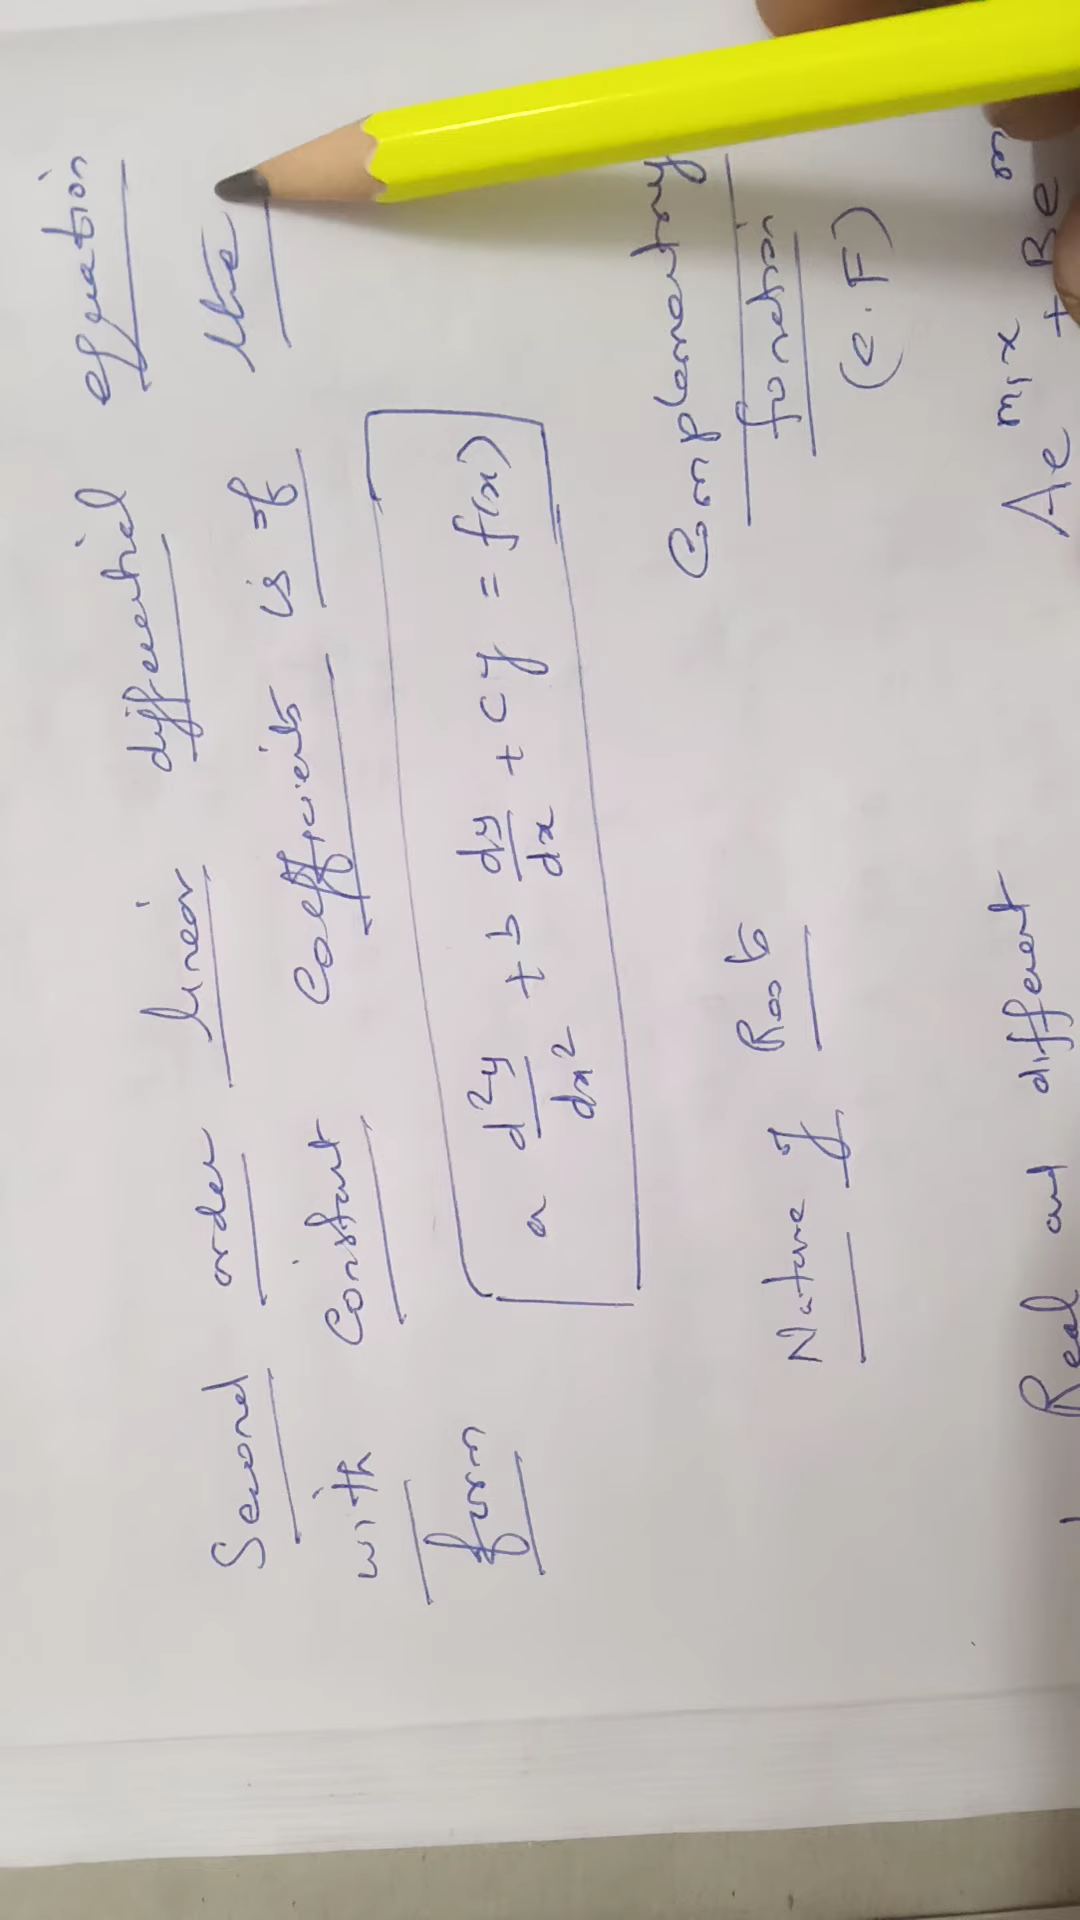 Second order linear differential equation
with constant coefficients is of the
form a d²y/dx² + b dy/dx + cy = f(x)
Nature of Roots Complementary
function
(C.F)
Real and different Ae^m₁x + Be^m